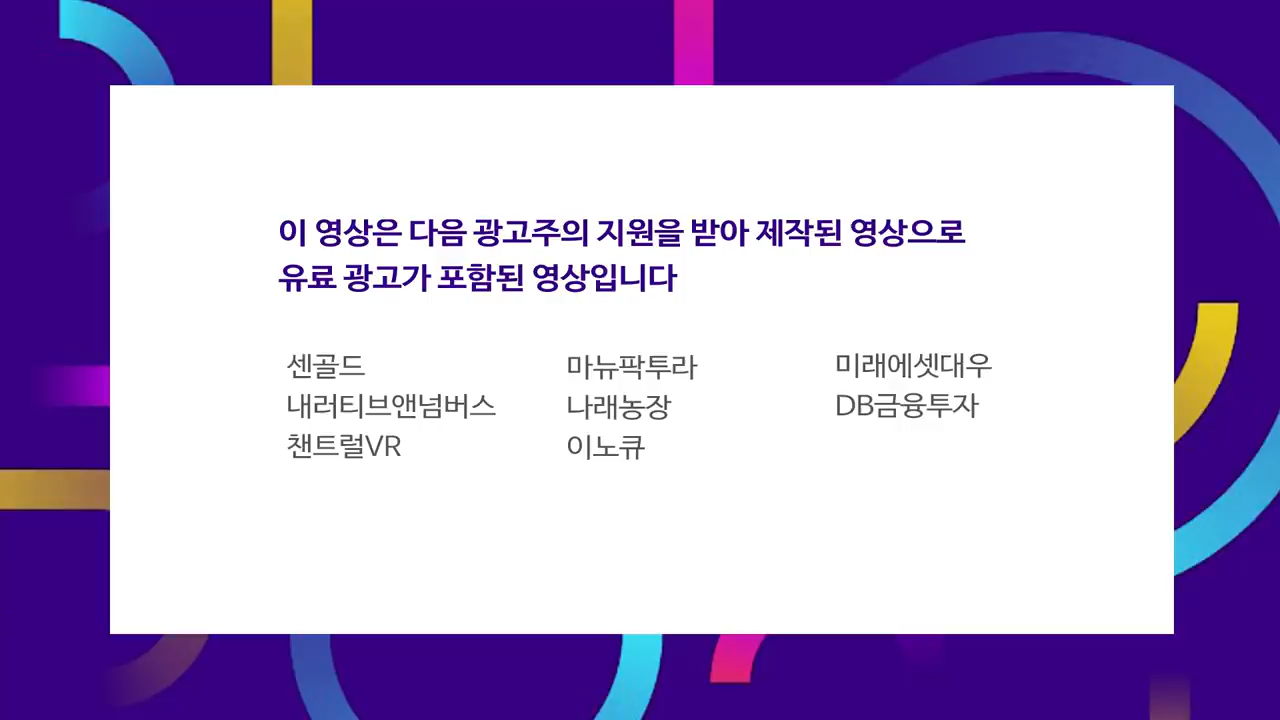 이 영상은 다음 광고주의 지원을 받아 제작된 영상으로
유료 광고가 포함된 영상입니다
센골드
내러티브앤넘버스
챈트럴VR
마뉴팍투라
나래농장
이노큐
미래에셋대우
DB금융투자